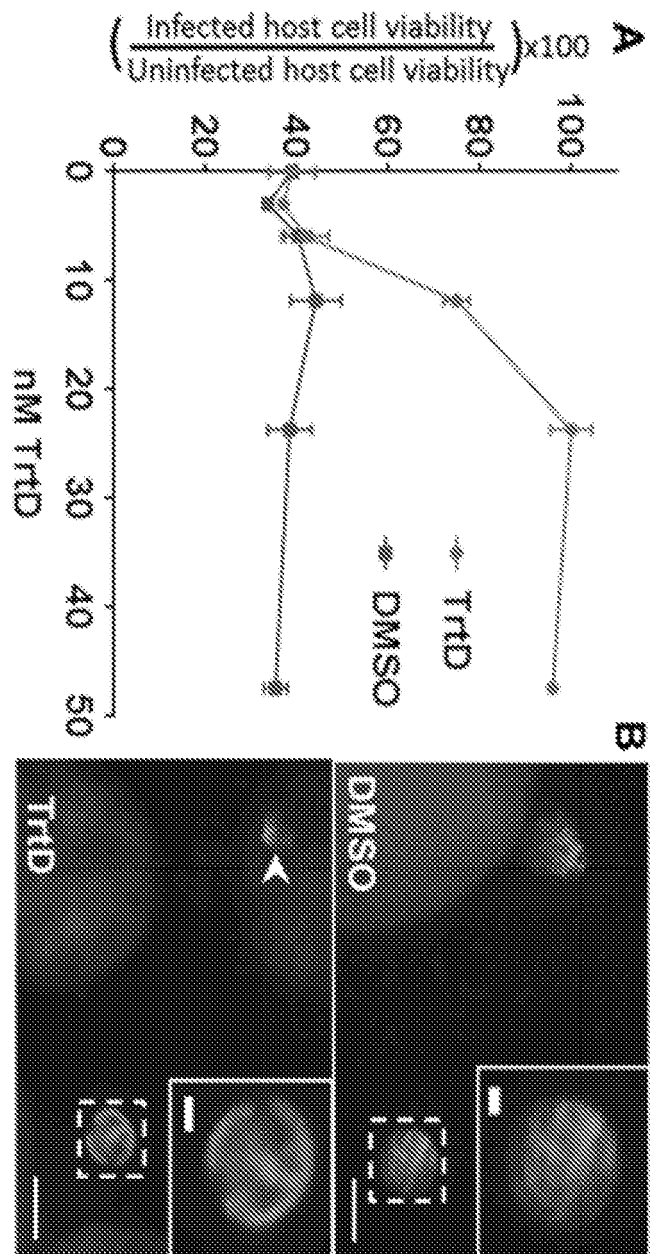 A
(Infected host cell viability
Uninfected host cell viability) x100
100
80
60
40
20
0
0 10 20 30 40 50
nM TrtD
TrtD
DMSO
B
DMSO
TrtD